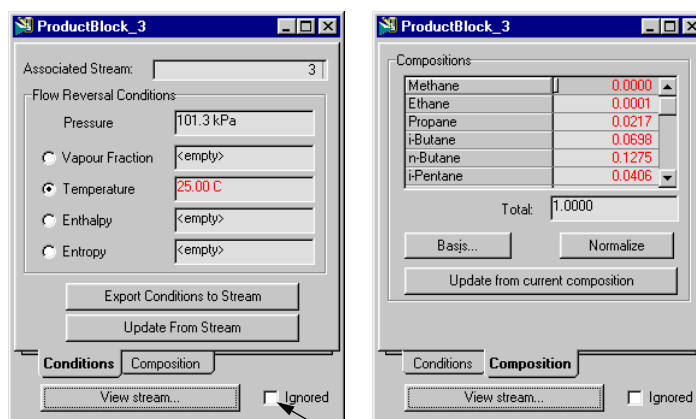 ProductBlock_3
Associated Stream: 3
Flow Reversal Conditions
Pressure 101.3 kPa
Vapour Fraction <empty>
Temperature 25.00 C
Enthalpy <empty>
Entropy <empty>
Export Conditions to Stream
Update From Stream
Conditions Composition
View stream... Ignored
ProductBlock_3
Compositions
Methane 0.0000
Ethane 0.0001
Propane 0.0217
i-Butane 0.0698
n-Butane 0.1275
i-Pentane 0.0406
Total: 1.0000
Basis... Normalize
Update from current composition
Conditions Composition
View stream... Ignored